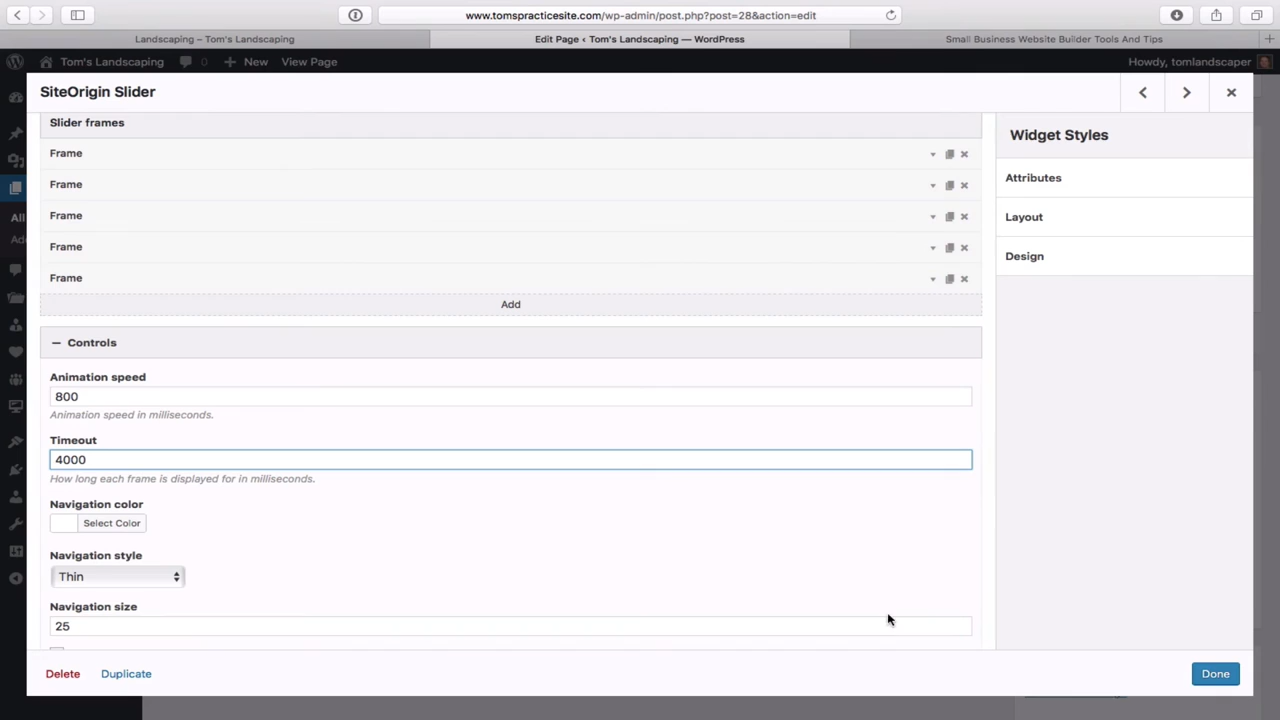 www.tomspracticesite.com/wp-admin/post.php?post=28&action=edit
Landscaping – Tom's Landscaping
Edit Page ‹ Tom's Landscaping — WordPress
Small Business Website Builder Tools And Tips
Tom's Landscaping
0
New
View Page
Howdy, tomlandscaper
SiteOrigin Slider
Slider frames
Widget Styles
Frame
Frame
Frame
Frame
Frame
Attributes
Layout
Design
All
Add
Controls
Animation speed
800
Animation speed in milliseconds.
Timeout
4000
How long each frame is displayed for in milliseconds.
Navigation color
Select Color
Navigation style
Thin
Navigation size
25
Delete
Duplicate
Done